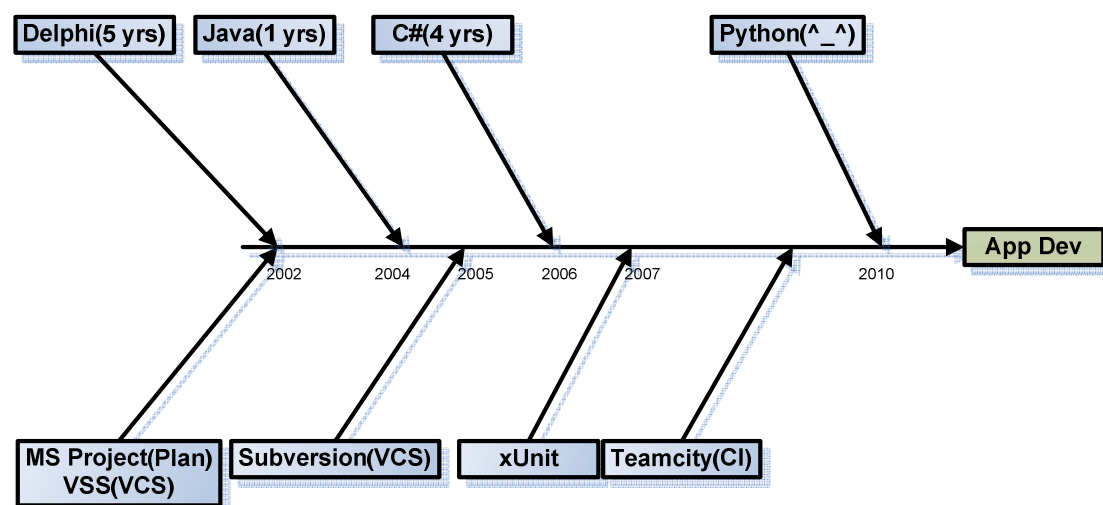 Delphi(5 yrs)
Java(1 yrs)
C#(4 yrs)
Python(^_^)
App Dev
2002
2004
2005
2006
2007
2010
MS Project(Plan)
VSS(VCS)
Subversion(VCS)
xUnit
Teamcity(CI)